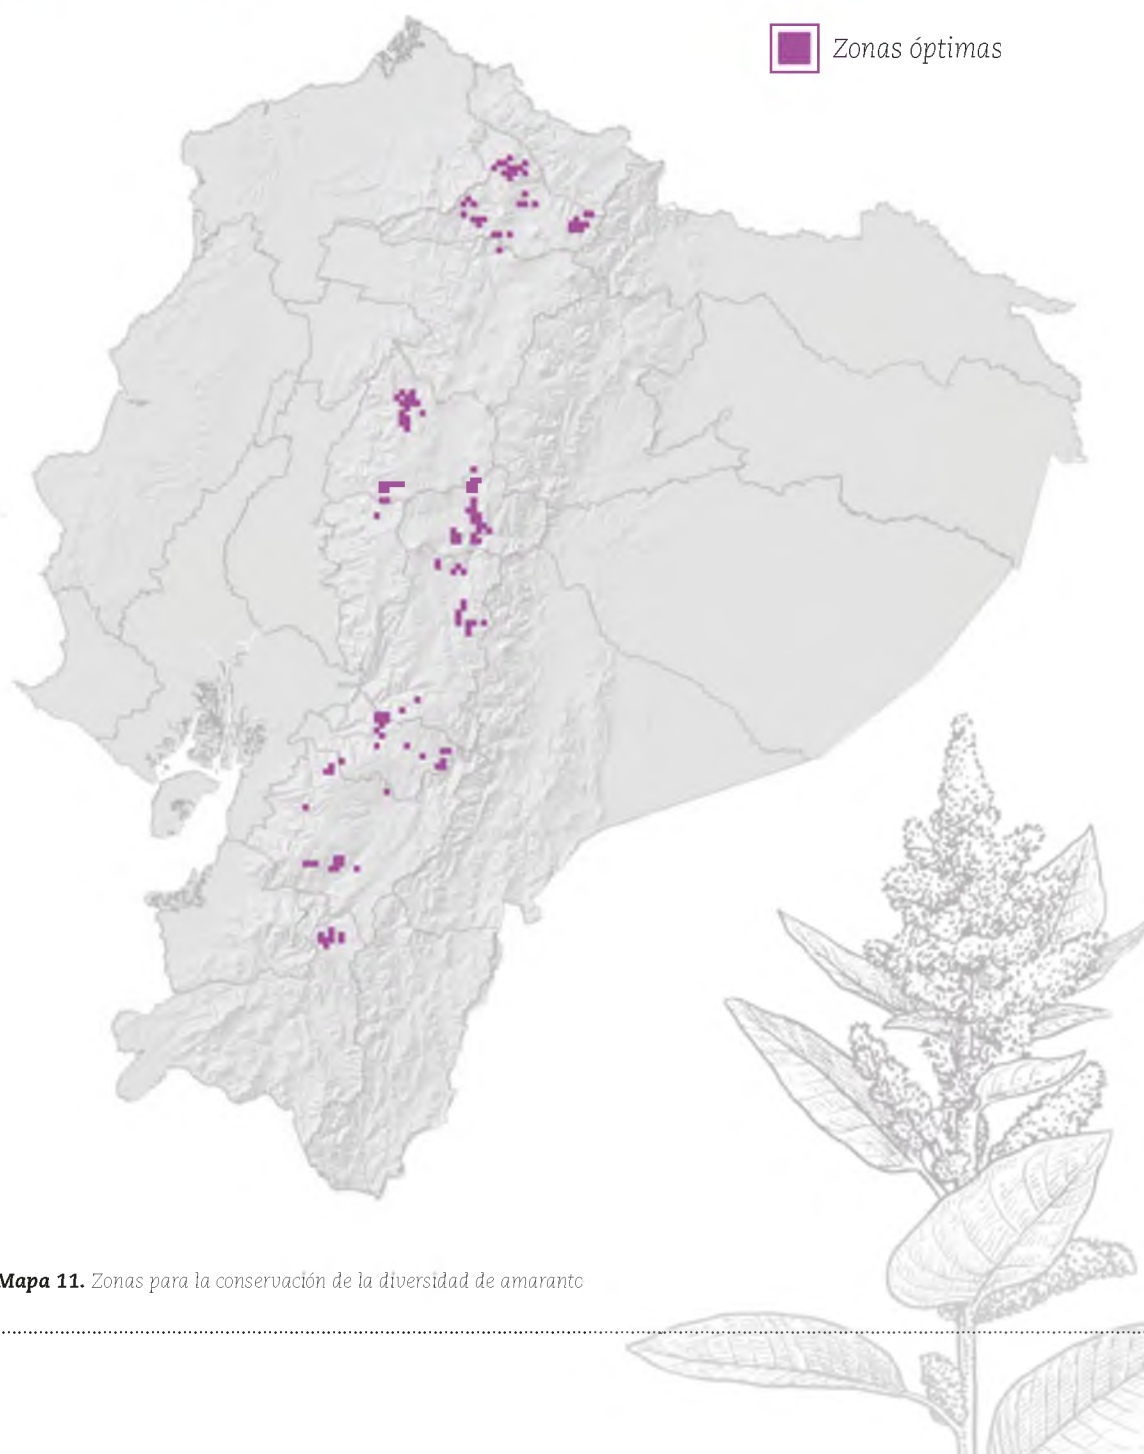 Zonas óptimas
Mapa 11. Zonas para la conservación de la diversidad de amaranto